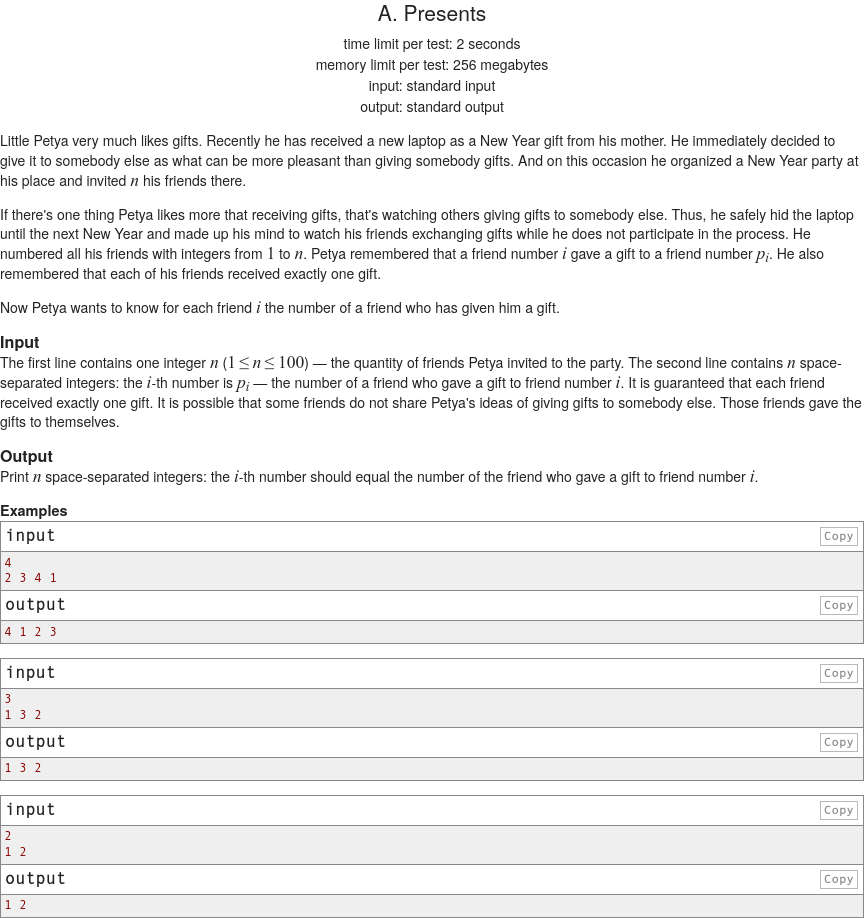 A. Presents
time limit per test: 2 seconds
memory limit per test: 256 megabytes
input: standard input
output: standard output
Little Petya very much likes gifts. Recently he has received a new laptop as a New Year gift from his mother. He immediately decided to
give it to somebody else as what can be more pleasant than giving somebody gifts. And on this occasion he organized a New Year party at
his place and invited n his friends there.
If there's one thing Petya likes more that receiving gifts, that's watching others giving gifts to somebody else. Thus, he safely hid the laptop
until the next New Year and made up his mind to watch his friends exchanging gifts while he does not participate in the process. He
numbered all his friends with integers from 1 to n. Petya remembered that a friend number i gave a gift to a friend number p_i. He also
remembered that each of his friends received exactly one gift.
Now Petya wants to know for each friend i the number of a friend who has given him a gift.
Input
The first line contains one integer n (1 ≤ n ≤ 100) — the quantity of friends Petya invited to the party. The second line contains n space-
separated integers: the i-th number is p_i — the number of a friend who gave a gift to friend number i. It is guaranteed that each friend
received exactly one gift. It is possible that some friends do not share Petya's ideas of giving gifts to somebody else. Those friends gave the
gifts to themselves.
Output
Print n space-separated integers: the i-th number should equal the number of the friend who gave a gift to friend number i.
Examples
input Copy
4
2 3 4 1
output Copy
4 1 2 3
input Copy
3
1 3 2
output Copy
1 3 2
input Copy
2
1 2
output Copy
1 2